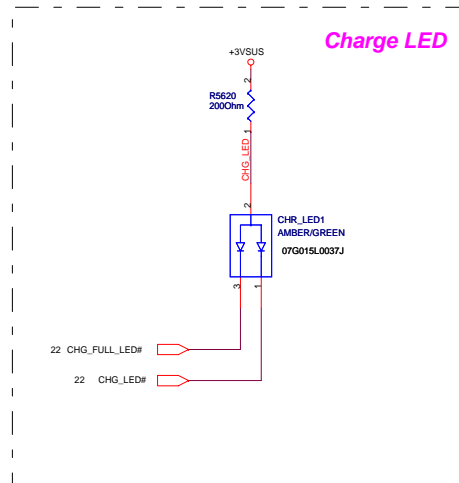 Charge LED
+3VSUS
2
R5620
200Ohm
1
CHG_LED
2
CHR_LED1
AMBER/GREEN
07G015L0037J
3
1
22 CHG_FULL_LED#
22 CHG_LED#